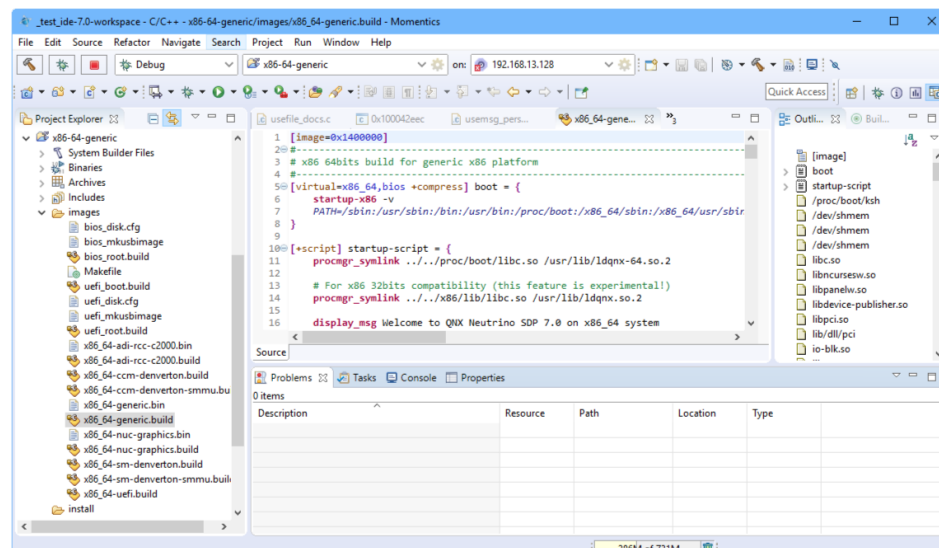 _test_ide-7.0-workspace - C/C++ - x86-64-generic/images/x86_64-generic.build - Momentics
File Edit Source Refactor Navigate Search Project Run Window Help
Debug x86-64-generic on: 192.168.13.128
Quick Access
Project Explorer
x86-64-generic
System Builder Files
Binaries
Archives
Includes
images
bios_disk.cfg
bios_mkusbimage
bios_root.build
Makefile
uefi_boot.build
uefi_disk.cfg
uefi_mkusbimage
uefi_root.build
x86_64-adi-rcc-c2000.bin
x86_64-adi-rcc-c2000.build
x86_64-ccm-denverton.build
x86_64-ccm-denverton-smmu.bu
x86_64-generic.bin
x86_64-generic.build
x86_64-nuc-graphics.bin
x86_64-nuc-graphics.build
x86_64-sm-denverton.build
x86_64-sm-denverton-smmu.buil
x86_64-uefi.build
install
usefile_docs.c 0x100042eec usemsg_pers... x86_64-gene... »3
1 [image=0x1400000]
2 #
3 # x86 64bits build for generic x86 platform
4 #
5 [virtual=x86_64,bios +compress] boot = {
6 startup-x86 -v
7 PATH=/sbin:/usr/sbin:/bin:/usr/bin:/proc/boot:/x86_64/sbin:/x86_64/usr/sbin
8 }
9
10 [+script] startup-script = {
11 procmgr_symlink ../../proc/boot/libc.so /usr/lib/ldqnx-64.so.2
12
13 # For x86 32bits compatibility (this feature is experimental!)
14 procmgr_symlink ../../x86/lib/libc.so /usr/lib/ldqnx.so.2
15
16 display_msg Welcome to QNX Neutrino SDP 7.0 on x86_64 system
Source
Outli... Buil...
[image]
boot
startup-script
/proc/boot/ksh
/dev/shmem
/dev/shmem
/dev/shmem
libc.so
libncursesw.so
libpanelw.so
libdevice-publisher.so
libpci.so
lib/dll/pci
io-blk.so
Problems Tasks Console Properties
0 items
Description Resource Path Location Type